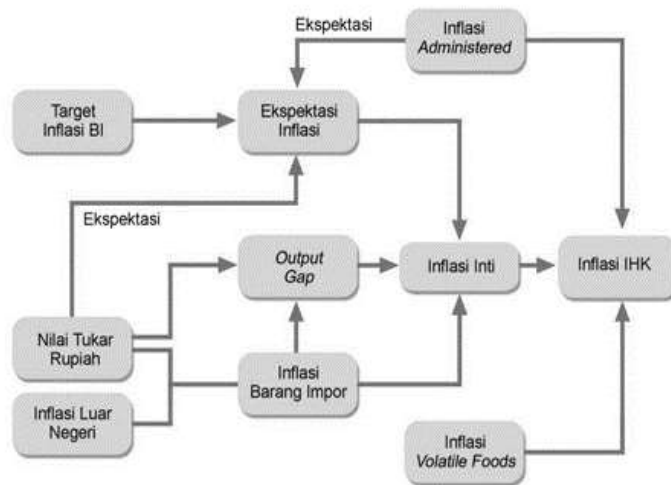 Ekspektasi
Inflasi
Administered
Target
Inflasi BI
Ekspektasi
Inflasi
Ekspektasi
Output
Gap
Inflasi Inti
Inflasi IHK
Nilai Tukar
Rupiah
Inflasi
Barang Impor
Inflasi Luar
Negeri
Inflasi
Volatile Foods